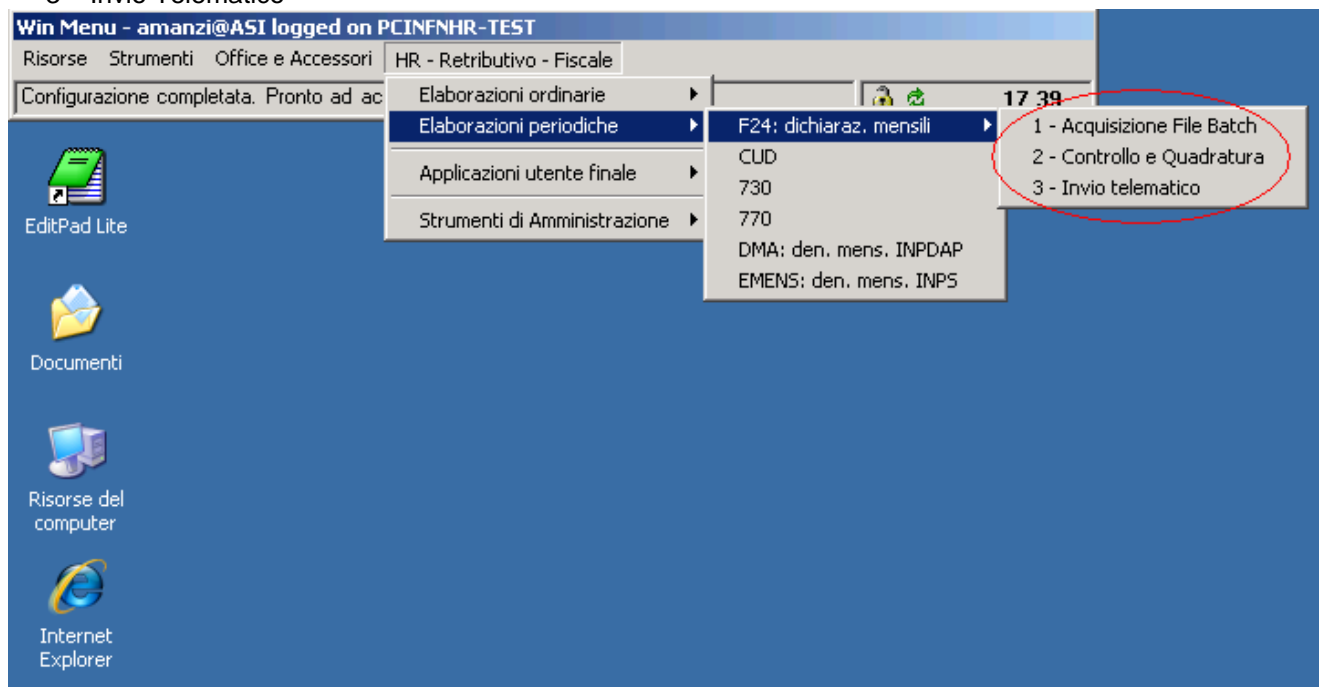 3 – Invio Telematico
Win Menu - amanzi@ASI logged on PCINFNHR-TEST
Risorse Strumenti Office e Accessori HR - Retributivo - Fiscale
Configurazione completata. Pronto ad ac
17.39
Elaborazioni ordinarie
Elaborazioni periodiche
Applicazioni utente finale
Strumenti di Amministrazione
F24: dichiaraz. mensili
CUD
730
770
DMA: den. mens. INPDAP
EMENS: den. mens. INPS
1 - Acquisizione File Batch
2 - Controllo e Quadratura
3 - Invio telematico
EditPad Lite
Documenti
Risorse del
computer
Internet
Explorer